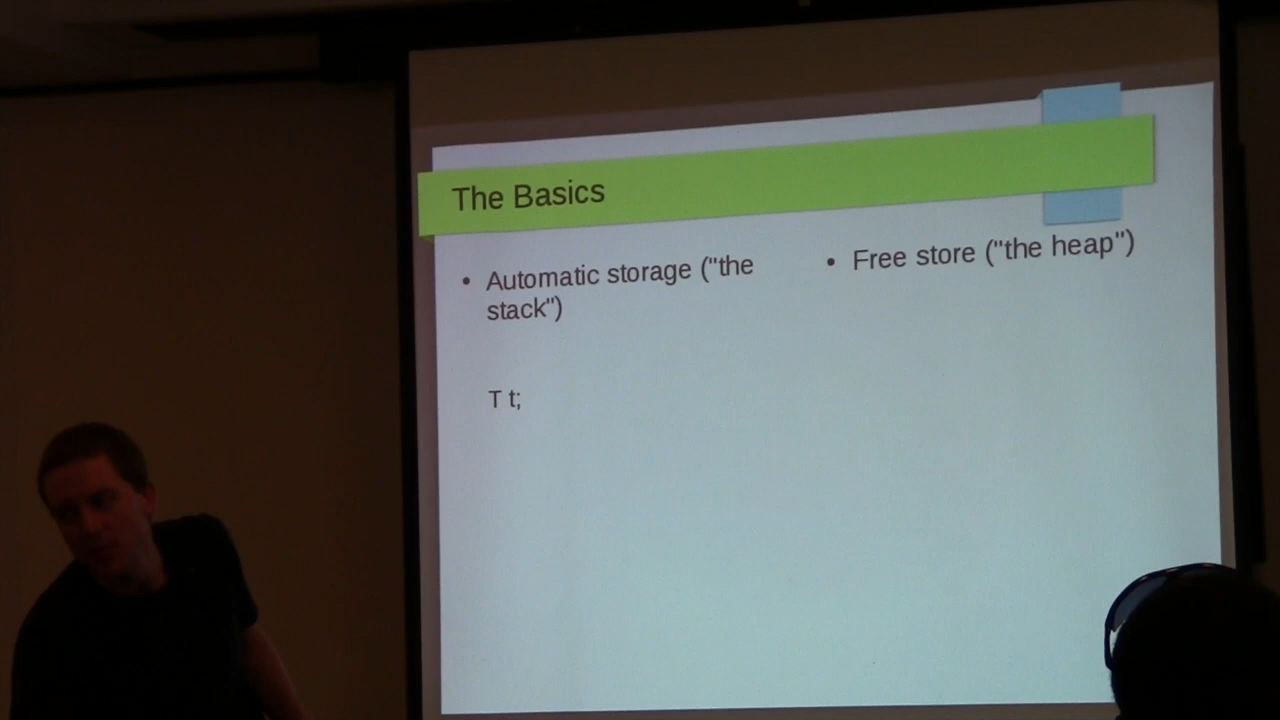 The Basics
• Automatic storage ("the
stack")
T t;
• Free store ("the heap")